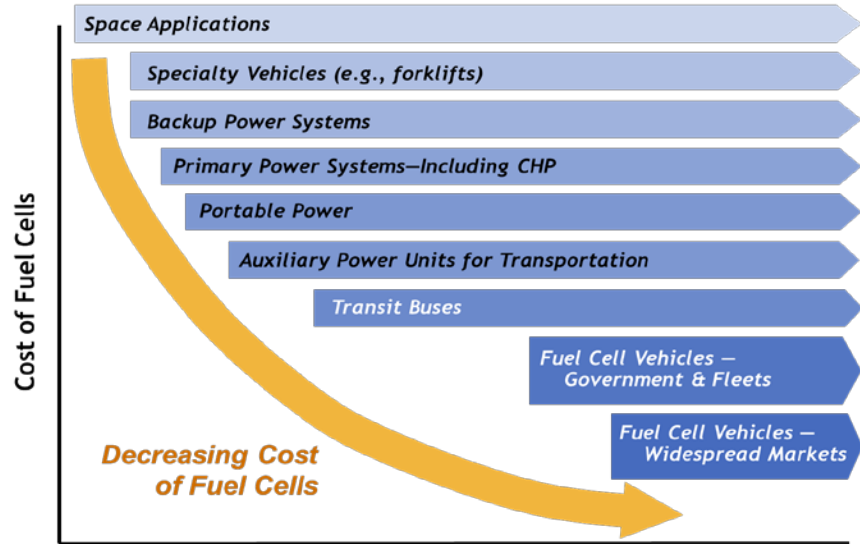 Space Applications
Specialty Vehicles (e.g., forklifts)
Backup Power Systems
Primary Power Systems—Including CHP
Portable Power
Auxiliary Power Units for Transportation
Transit Buses
Fuel Cell Vehicles —
Government & Fleets
Fuel Cell Vehicles —
Widespread Markets
Cost of Fuel Cells
Decreasing Cost
of Fuel Cells